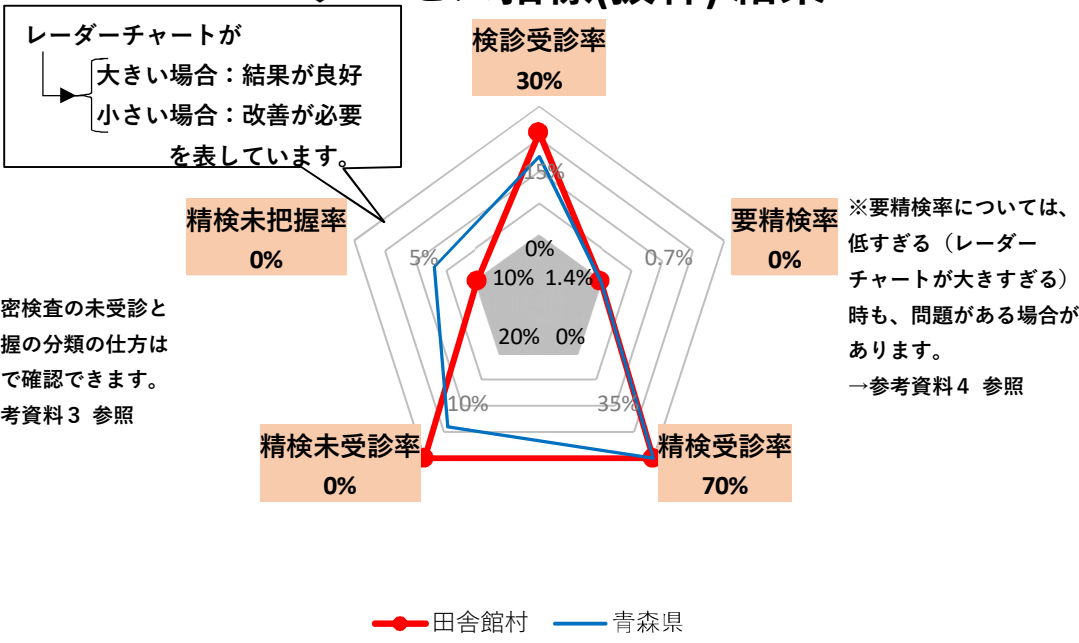 指標(抜粋) 結果
レーダーチャートが
大きい場合：結果が良好
小さい場合：改善が必要
を表しています。
検診受診率
30%
15%
精検未把握率
0%
5%
要精検率
0%
0.7%
※要精検率については、
低すぎる（レーダー
チャートが大きすぎる）
時も、問題がある場合が
あります。
→参考資料４ 参照
0%
10% 1.4%
20% 0%
密検査の未受診と
握の分類の仕方は
で確認できます。
考資料３ 参照
10%
35%
精検未受診率
0%
精検受診率
70%
田舎館村
青森県